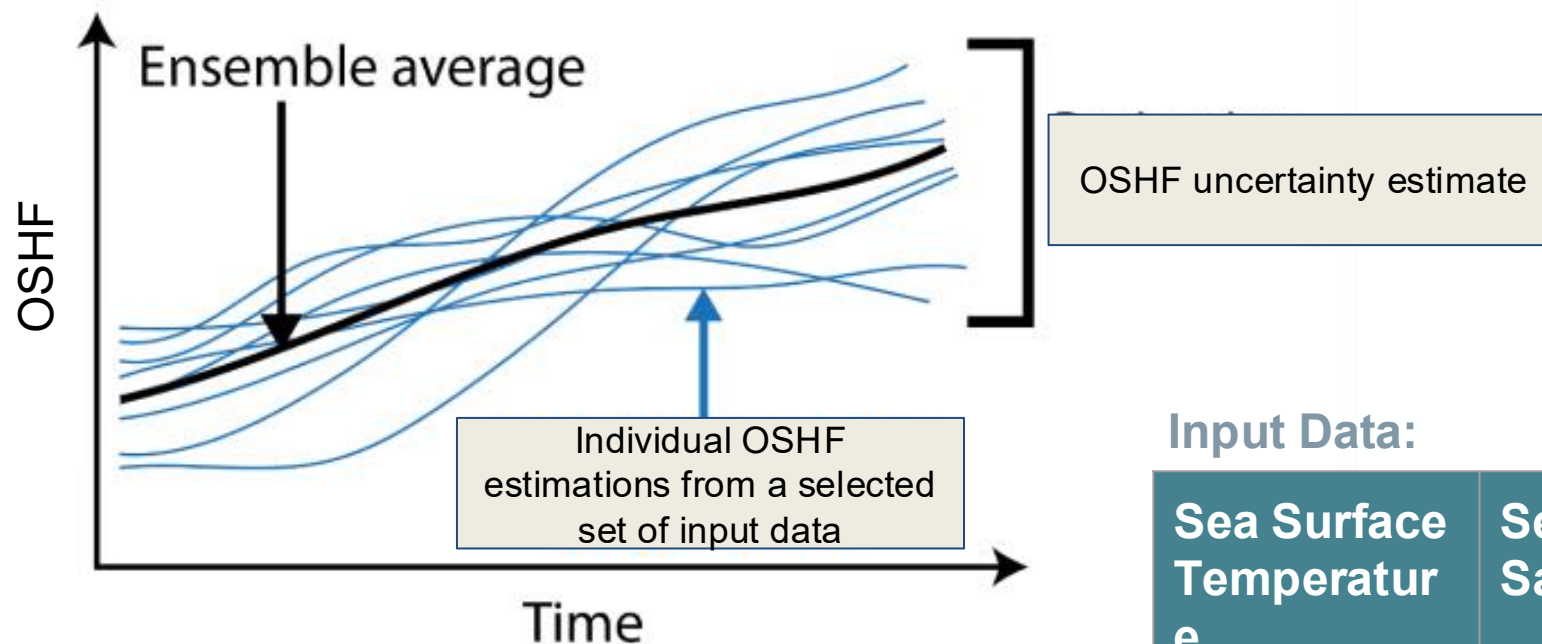 Ensemble average
OSHF uncertainty estimate
OSHF
Individual OSHF
estimations from a selected
set of input data
Time
Input Data:
Sea Surface
Temperatur
e